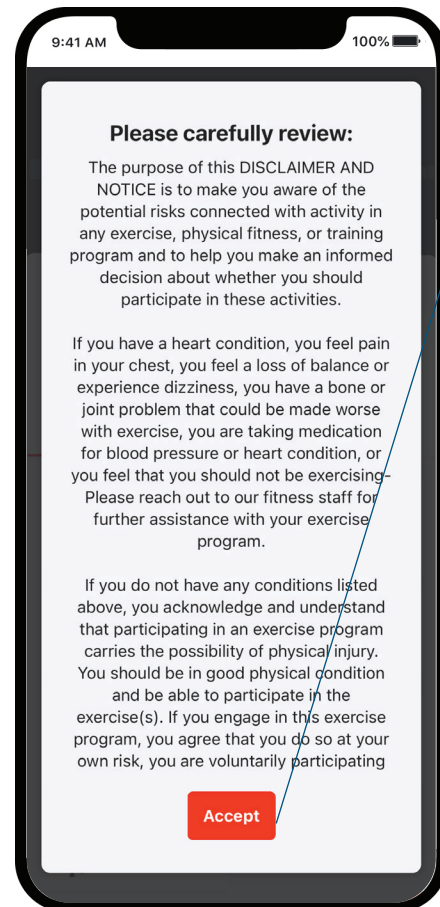 9:41 AM
100%
Please carefully review:
The purpose of this DISCLAIMER AND
NOTICE is to make you aware of the
potential risks connected with activity in
any exercise, physical fitness, or training
program and to help you make an informed
decision about whether you should
participate in these activities.
If you have a heart condition, you feel pain
in your chest, you feel a loss of balance or
experience dizziness, you have a bone or
joint problem that could be made worse
with exercise, you are taking medication
for blood pressure or heart condition, or
you feel that you should not be exercising-
Please reach out to our fitness staff for
further assistance with your exercise
program.
If you do not have any conditions listed
above, you acknowledge and understand
that participating in an exercise program
carries the possibility of physical injury.
You should be in good physical condition
and be able to participate in the
exercise(s). If you engage in this exercise
program, you agree that you do so at your
own risk, you are voluntarily participating
Accept